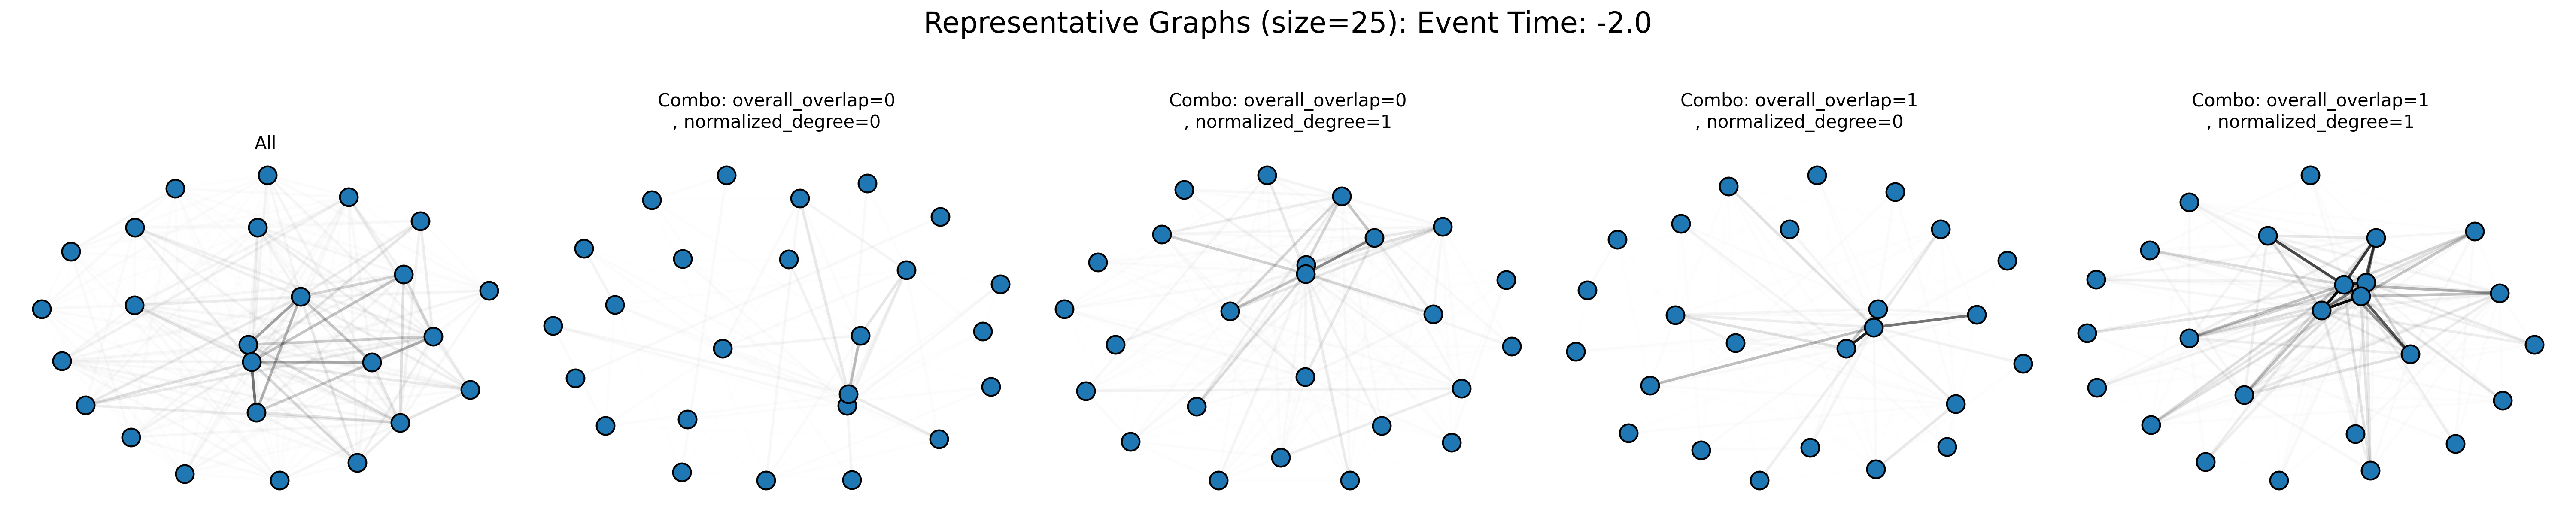 Representative Graphs (size=25): Event Time: -2.0
All
Combo: overall_overlap=0
, normalized_degree=0
Combo: overall_overlap=0
, normalized_degree=1
Combo: overall_overlap=1
, normalized_degree=0
Combo: overall_overlap=1
, normalized_degree=1